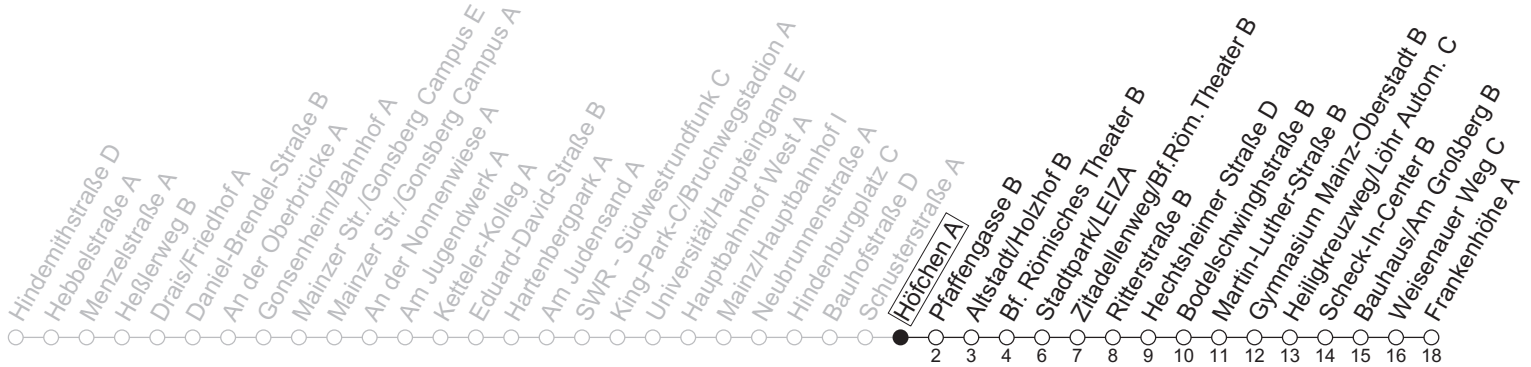 Hindemithstraße D
Hebbelstraße A
Menzelstraße A
Heßlerweg B
Drais/Friedhof A
Daniel-Brendel-Straße B
An der Oberbrücke A
Gonsenheim/Bahnhof A
Mainzer Str./Gonsberg Campus E
Mainzer Str./Gonsberg Campus A
An der Nonnenwiese A
Am Jugendwerk A
Ketteler-Kolleg A
Eduard-David-Straße B
Hartenbergpark A
Am Judensand A
SWR - Südwestrundfunk C
King-Park-C/Bruchwegstadion A
Universität/Haupteingang E
Hauptbahnhof West A
Mainz/Hauptbahnhof I
Neubrunnenstraße A
Hindenburgplatz C
Bauhofstraße D
Schusterstraße A
Höfchen A
Pfaffengasse B
Altstadt/Holzhof B
Bf. Römisches Theater B
Stadtpark/LEIZA
Zitadellenweg/Bf.Röm. Theater B
Ritterstraße B
Hechtsheimer Straße D
Bodelschwinghstraße B
Martin-Luther-Straße B
Gymnasium Mainz-Oberstadt B
Heiligkreuzweg/Löhr Autom. C
Scheck-In-Center B
Bauhaus/Am Großberg B
Weisenauer Weg C
Frankenhöhe A
2 3 4 6 7 8 9 10 11 12 13 14 15 16 18